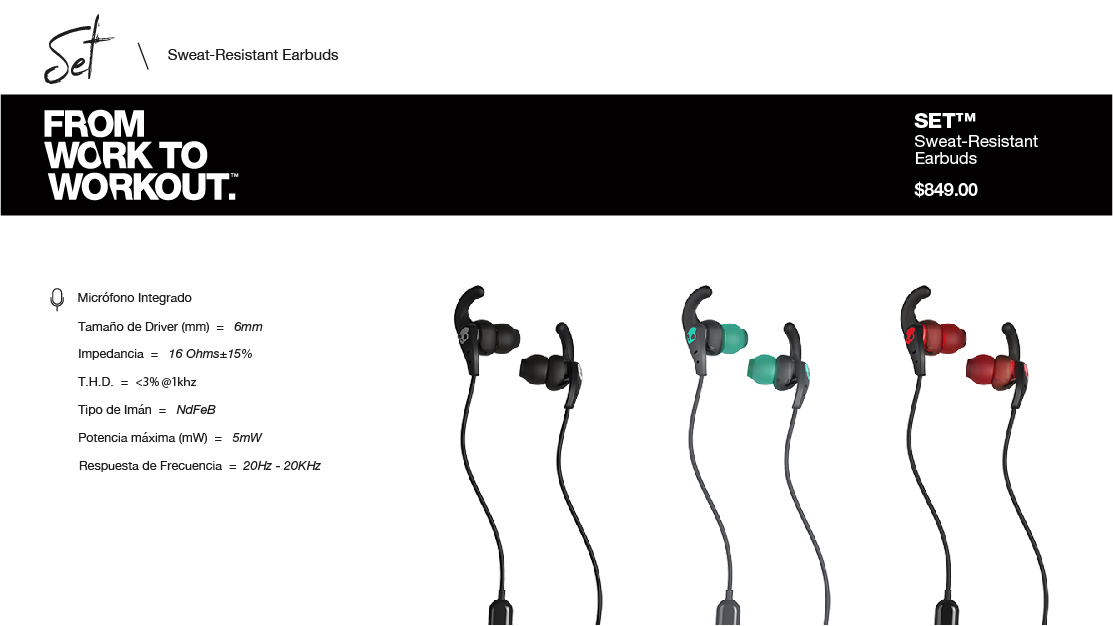 Set \ Sweat-Resistant Earbuds
FROM
WORK TO
WORKOUT.™
SET™
Sweat-Resistant
Earbuds
$849.00
Micrófono Integrado
Tamaño de Driver (mm) = 6mm
Impedancia = 16 Ohms±15%
T.H.D. = <3% @1khz
Tipo de Imán = NdFeB
Potencia máxima (mW) = 5mW
Respuesta de Frecuencia = 20Hz - 20KHz